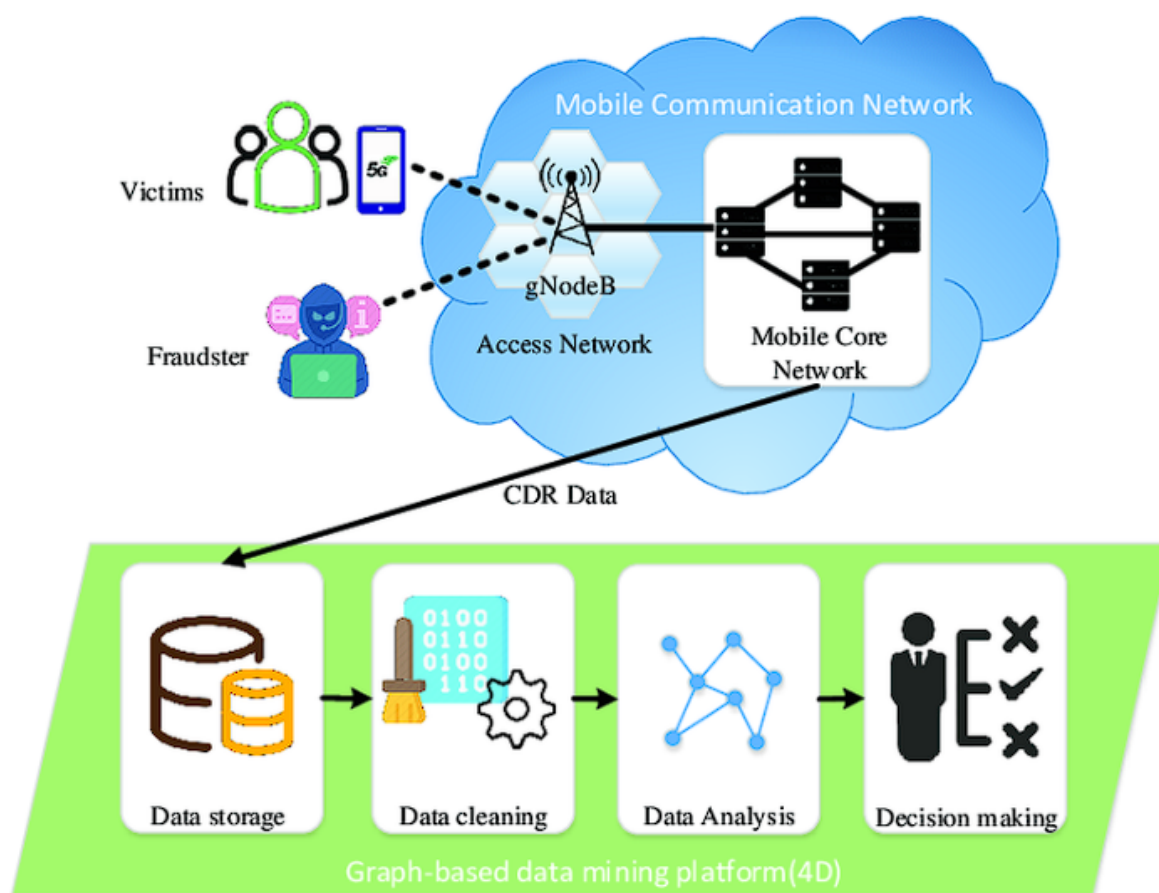 Mobile Communication Network
5G
Victims
gNodeB
Access Network
Mobile Core
Network
Fraudster
i
CDR Data
0100
0110
0100
110
Data storage
Data cleaning
Data Analysis
Decision making
Graph-based data mining platform(4D)